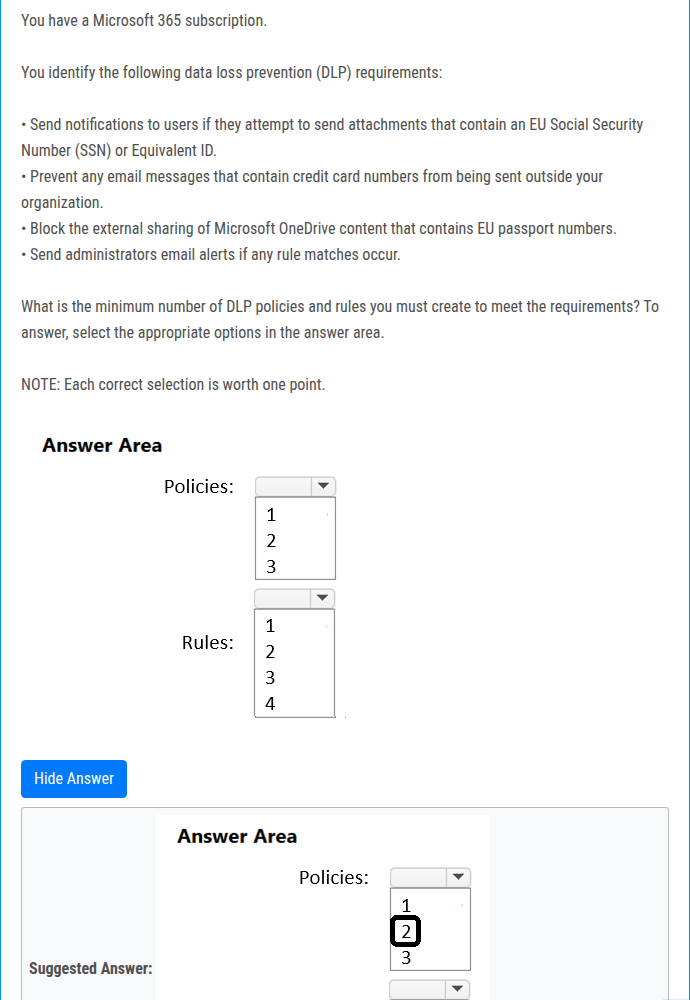 You have a Microsoft 365 subscription.
You identify the following data loss prevention (DLP) requirements:
• Send notifications to users if they attempt to send attachments that contain an EU Social Security
Number (SSN) or Equivalent ID.
• Prevent any email messages that contain credit card numbers from being sent outside your
organization.
• Block the external sharing of Microsoft OneDrive content that contains EU passport numbers.
• Send administrators email alerts if any rule matches occur.
What is the minimum number of DLP policies and rules you must create to meet the requirements? To
answer, select the appropriate options in the answer area.
NOTE: Each correct selection is worth one point.
Answer Area
Policies:
1
2
3
Rules:
1
2
3
4
Hide Answer
Answer Area
Policies:
1
2
3
Suggested Answer: